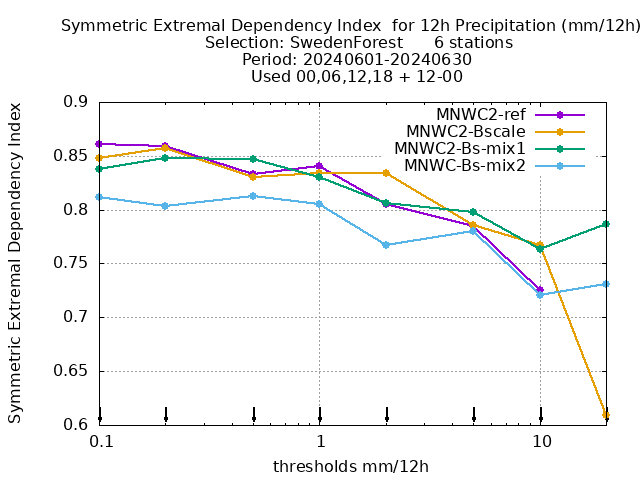 Symmetric Extremal Dependency Index  for 12h Precipitation (mm/12h)
Selection: SwedenForest      6 stations
Period: 20240601-20240630
Used 00,06,12,18 + 12-00
Symmetric Extremal Dependency Index
0.9
0.85
0.8
0.75
0.7
0.65
0.6
MNWC2-ref
MNWC2-Bscale
MNWC2-Bs-mix1
MNWC-Bs-mix2
0.1
1
10
thresholds mm/12h